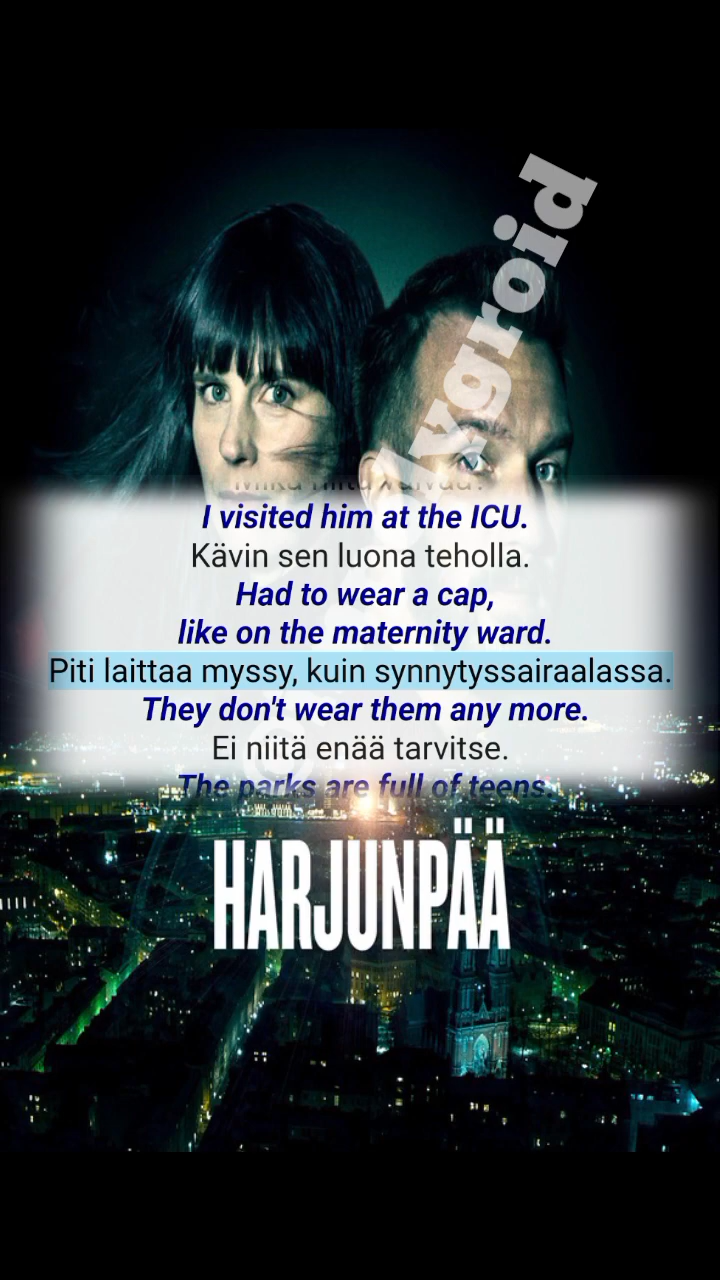 lygroid
I visited him at the ICU.
Kävin sen luona teholla.
Had to wear a cap,
like on the maternity ward.
Piti laittaa myssy, kuin synnytyssairaalassa.
They don't wear them any more.
Ei niitä enää tarvitse.
The parks are full of teens.
HARJUNPÄÄ